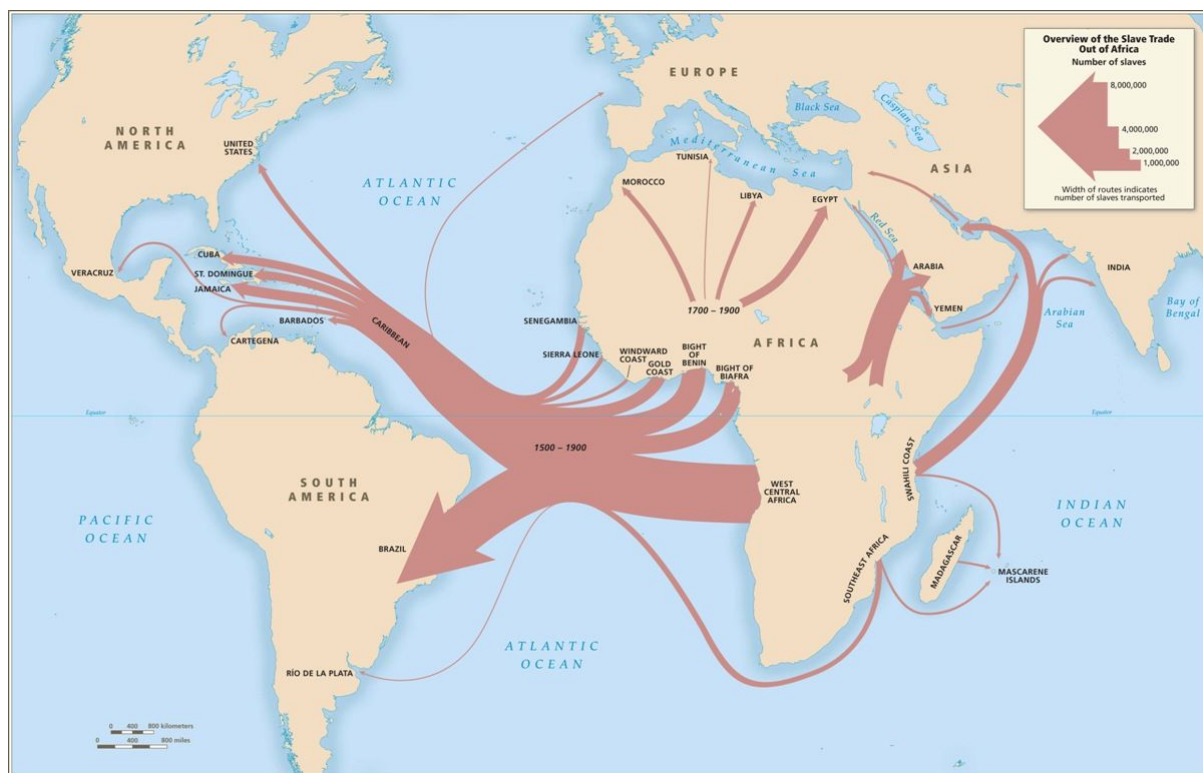 Overview of the Slave Trade
Out of Africa
Number of slaves
8,000,000
4,000,000
2,000,000
1,000,000
Width of routes indicates
number of slaves transported
EUROPE
Black Sea
Caspian Sea
NORTH
AMERICA
UNITED
STATES
Mediterranean Sea
TUNISIA
ASIA
MOROCCO
LIBYA
EGYPT
ATLANTIC
OCEAN
Red Sea
CUBA
VERACRUZ
ST. DOMINGUE
JAMAICA
ARABIA
INDIA
BARBADOS
CARIBBEAN
CARTEGENA
SENEGAMBIA
1700 – 1900
YEMEN
Arabian
Sea
Bay of
Bengal
SIERRA LEONE
WINDWARD
COAST
GOLD
COAST
BIGHT
OF
BENIN
BIGHT OF
BIAFRA
AFRICA
Equator
Equator
1500 – 1900
SOUTH
AMERICA
WEST
CENTRAL
AFRICA
SWAHILI COAST
PACIFIC
OCEAN
INDIAN
OCEAN
BRAZIL
SOUTHEAST AFRICA
MADAGASCAR
MASCARENE
ISLANDS
ATLANTIC
OCEAN
RÍO DE LA PLATA
0 400 800 kilometers
0 400 800 miles